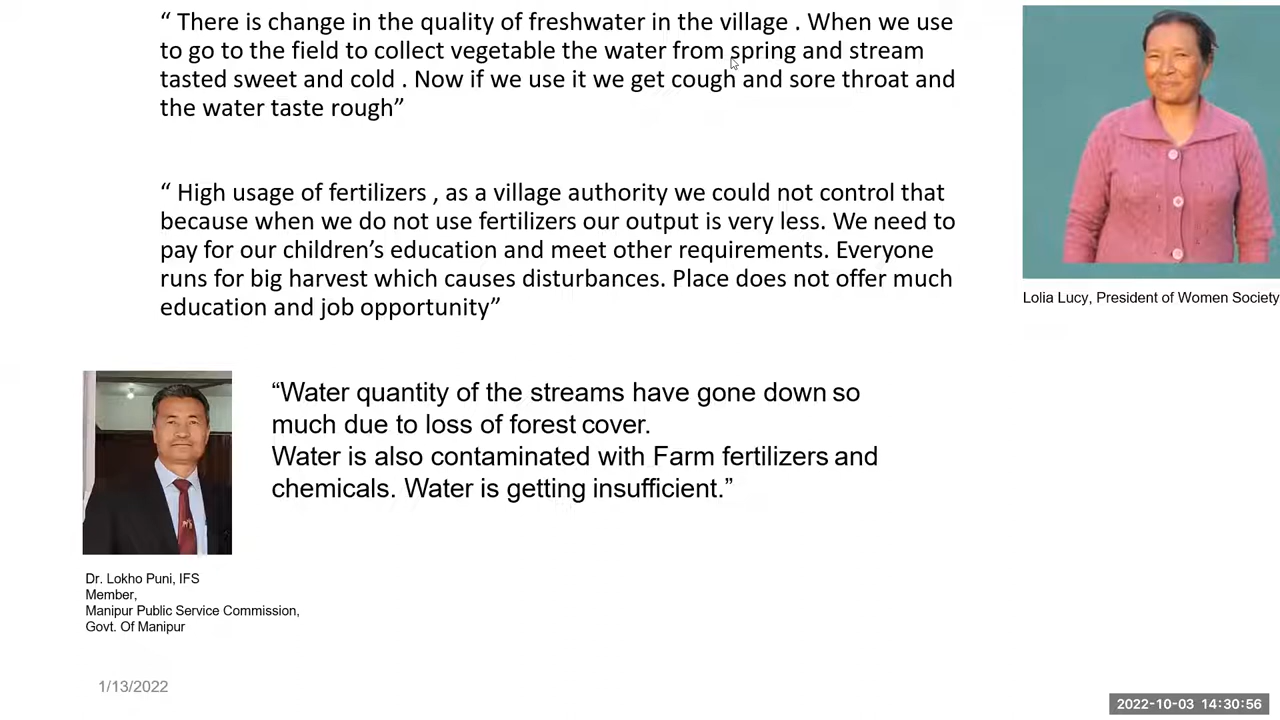 “ There is change in the quality of freshwater in the village . When we use
to go to the field to collect vegetable the water from spring and stream
tasted sweet and cold . Now if we use it we get cough and sore throat and
the water taste rough”
“ High usage of fertilizers , as a village authority we could not control that
because when we do not use fertilizers our output is very less. We need to
pay for our children’s education and meet other requirements. Everyone
runs for big harvest which causes disturbances. Place does not offer much
education and job opportunity”
Lolia Lucy, President of Women Society
“Water quantity of the streams have gone down so
much due to loss of forest cover.
Water is also contaminated with Farm fertilizers and
chemicals. Water is getting insufficient.”
Dr. Lokho Puni, IFS
Member,
Manipur Public Service Commission,
Govt. Of Manipur
1/13/2022
2022-10-03 14:30:56